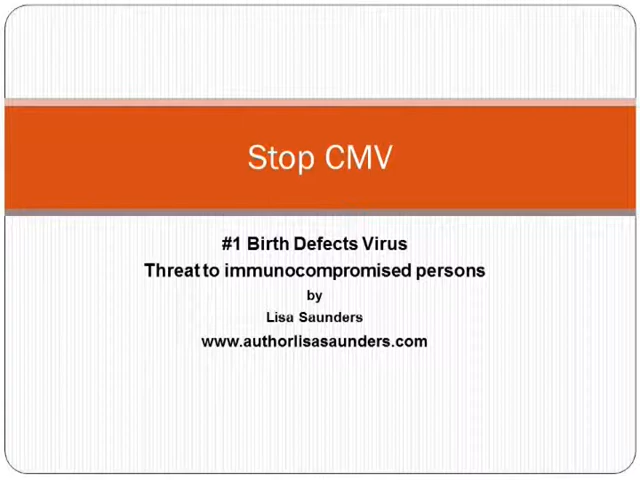 Stop CMV
#1 Birth Defects Virus
Threat to immunocompromised persons
by
Lisa Saunders
www.authorlisasaunders.com